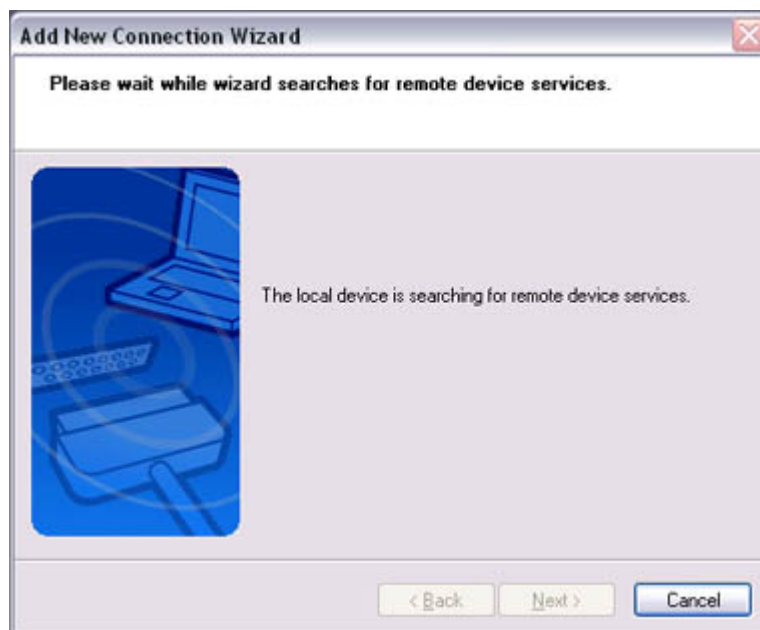 Add New Connection Wizard
Please wait while wizard searches for remote device services.
The local device is searching for remote device services.
< Back
Next >
Cancel